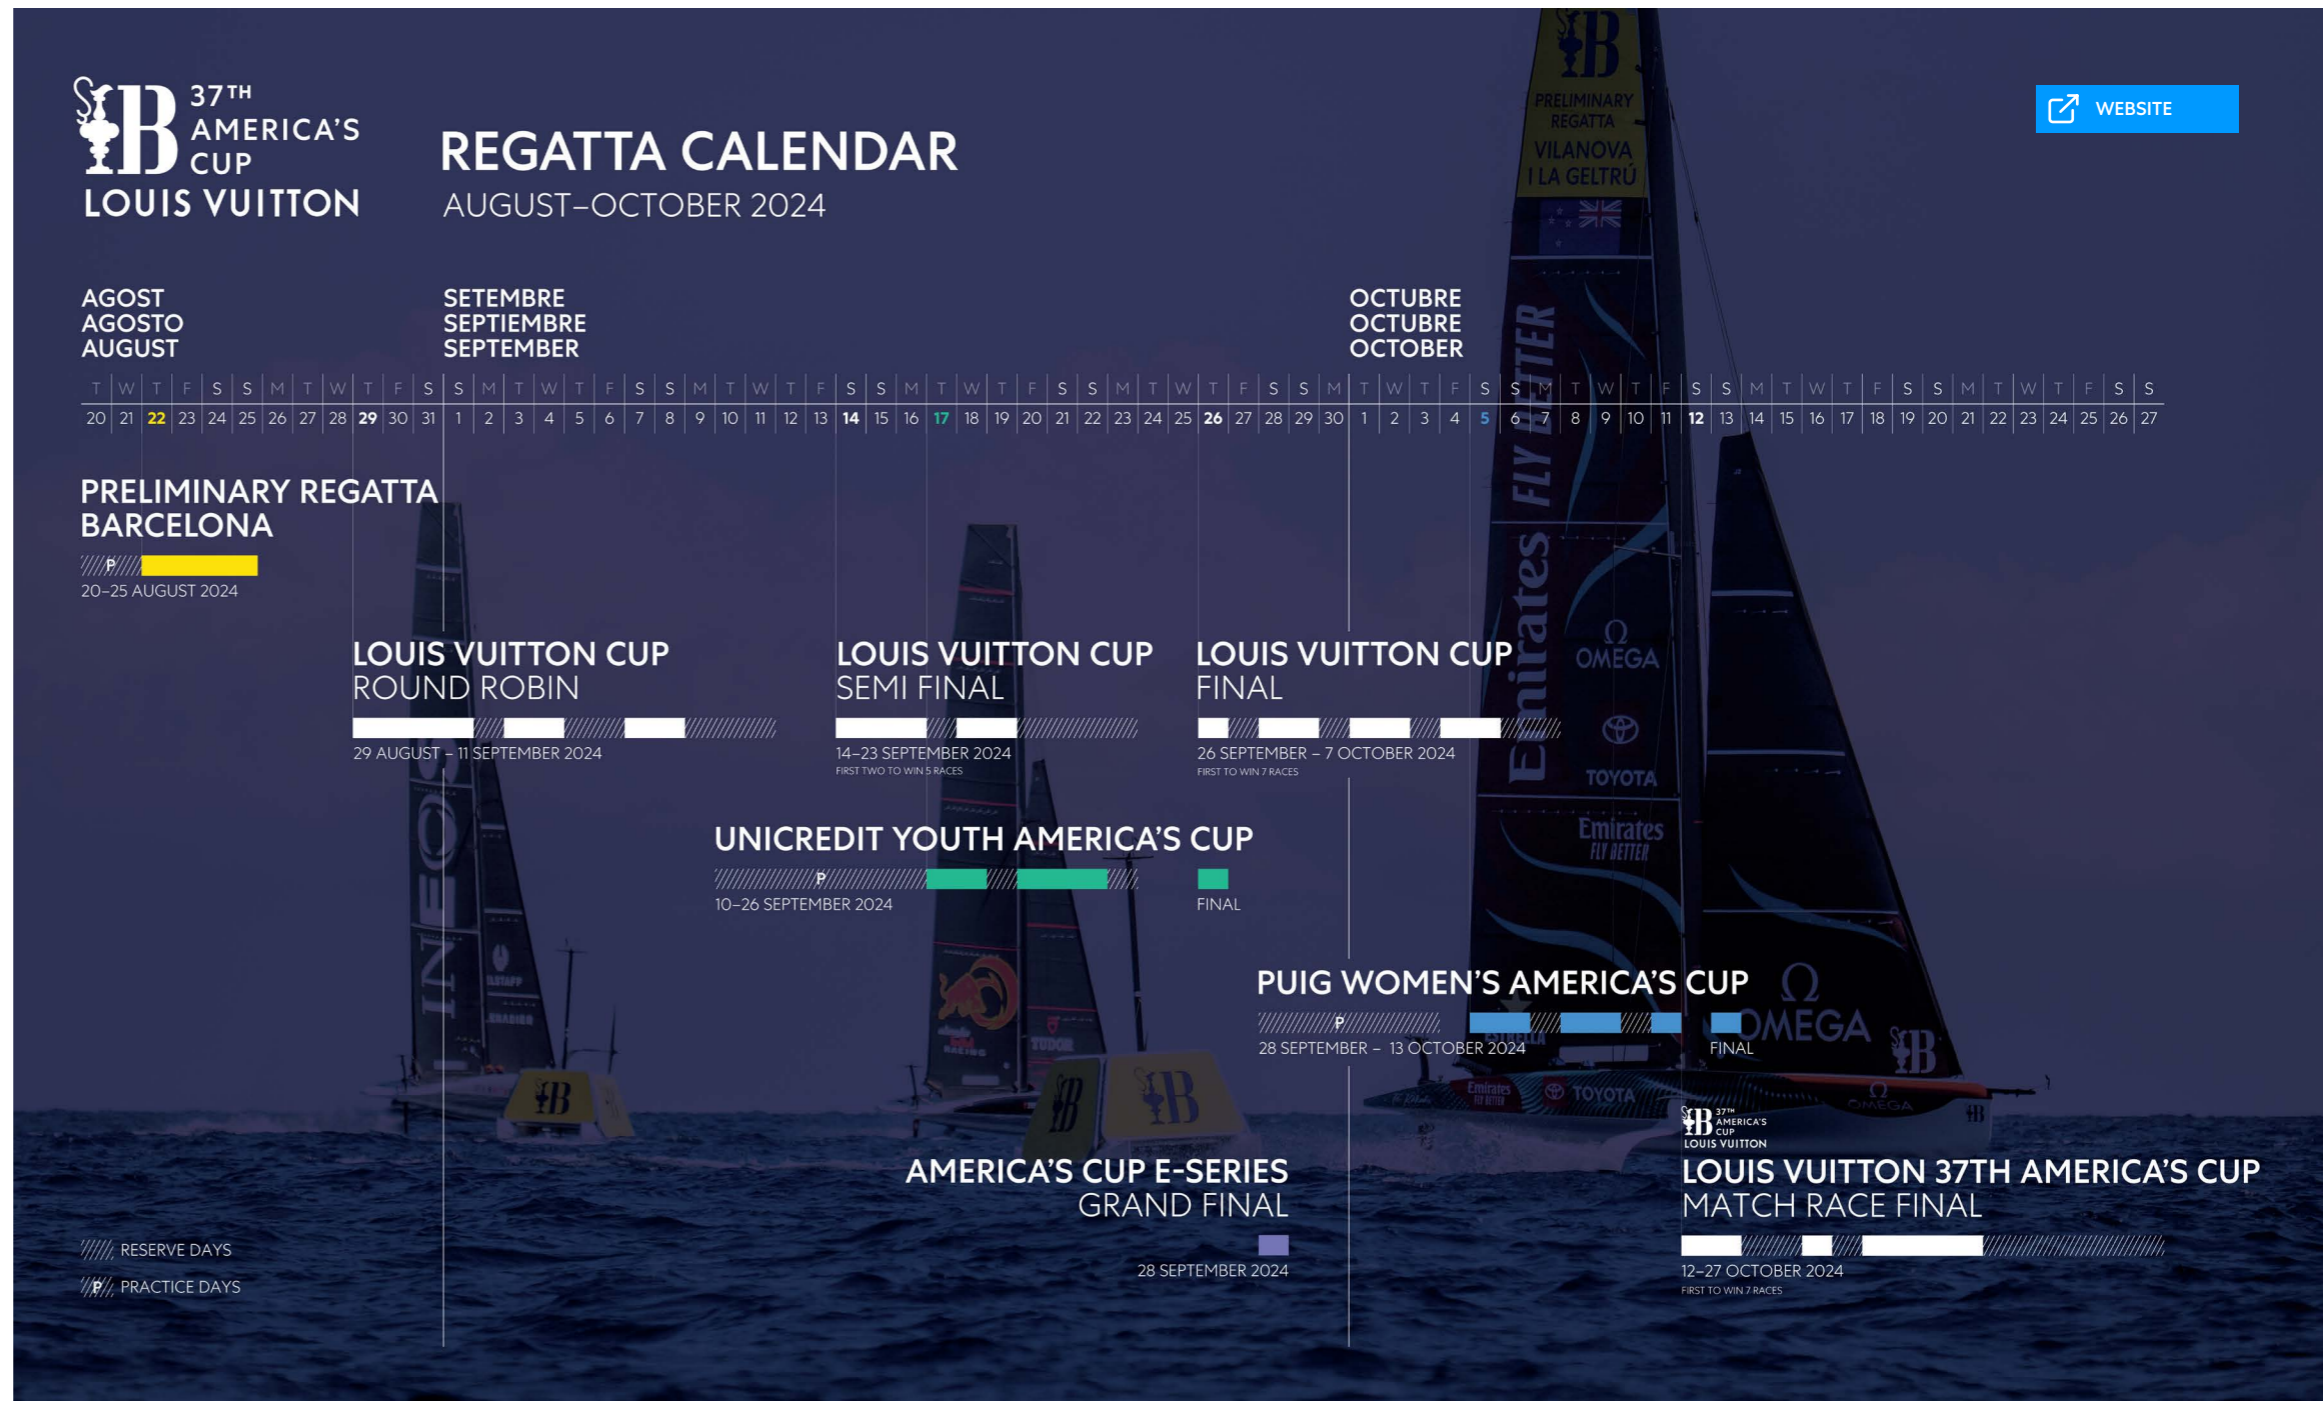 37TH
AMERICA'S
CUP
LOUIS VUITTON
REGATTA CALENDAR
AUGUST–OCTOBER 2024
WEBSITE
PRELIMINARY
REGATTA
VILANOVA
I LA GELTRÚ
AGOST
AGOSTO
AUGUST
SETEMBRE
SEPTIEMBRE
SEPTEMBER
OCTUBRE
OCTUBRE
OCTOBER
T W T F S S M T W T F S S M T W T F S S M T W T F S S M T W T F S S M T W T F S S M T W T F S S M T W T F S S M T W T F S S M T W T F S S
20 21 22 23 24 25 26 27 28 29 30 31 1 2 3 4 5 6 7 8 9 10 11 12 13 14 15 16 17 18 19 20 21 22 23 24 25 26 27 28 29 30 1 2 3 4 5 6 7 8 9 10 11 12 13 14 15 16 17 18 19 20 21 22 23 24 25 26 27
PRELIMINARY REGATTA
BARCELONA
P
20–25 AUGUST 2024
LOUIS VUITTON CUP
ROUND ROBIN
29 AUGUST – 11 SEPTEMBER 2024
LOUIS VUITTON CUP
SEMI FINAL
14–23 SEPTEMBER 2024
FIRST TWO TO WIN 5 RACES
LOUIS VUITTON CUP
FINAL
26 SEPTEMBER – 7 OCTOBER 2024
FIRST TO WIN 7 RACES
Emirates FLY BETTER
OMEGA
TOYOTA
Emirates
FLY BETTER
UNICREDIT YOUTH AMERICA'S CUP
P
10–26 SEPTEMBER 2024
FINAL
INEOS
TUDOR
PUIG WOMEN'S AMERICA'S CUP
P
28 SEPTEMBER – 13 OCTOBER 2024
FINAL
OMEGA
Emirates
FLY BETTER
TOYOTA
OMEGA
37TH
AMERICA'S
CUP
LOUIS VUITTON
AMERICA'S CUP E-SERIES
GRAND FINAL
28 SEPTEMBER 2024
LOUIS VUITTON 37TH AMERICA'S CUP
MATCH RACE FINAL
12–27 OCTOBER 2024
FIRST TO WIN 7 RACES
RESERVE DAYS
P PRACTICE DAYS